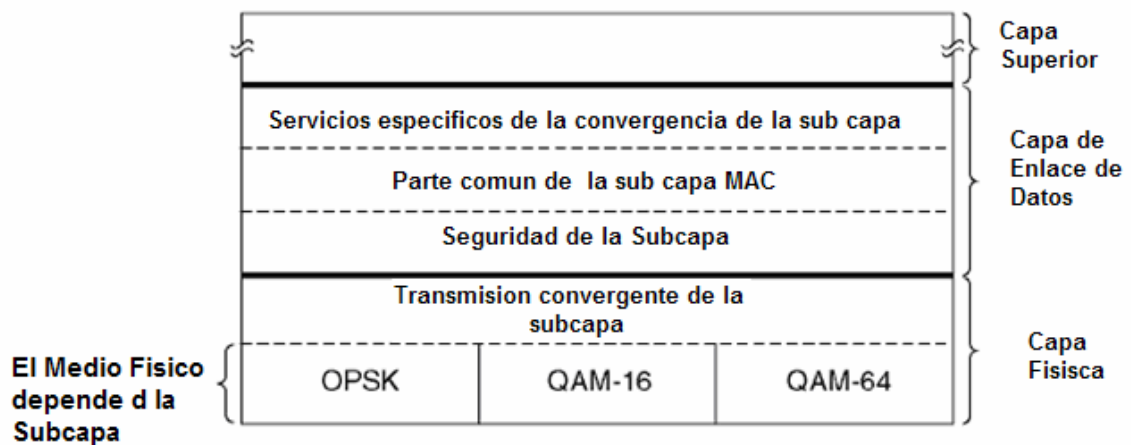 Capa
Superior
Servicios especificos de la convergencia de la sub capa
Parte comun de la sub capa MAC
Seguridad de la Subcapa
Capa de
Enlace de
Datos
Transmision convergente de la
subcapa
OPSK
QAM-16
QAM-64
Capa
Fisisca
El Medio Fisico
depende d la
Subcapa